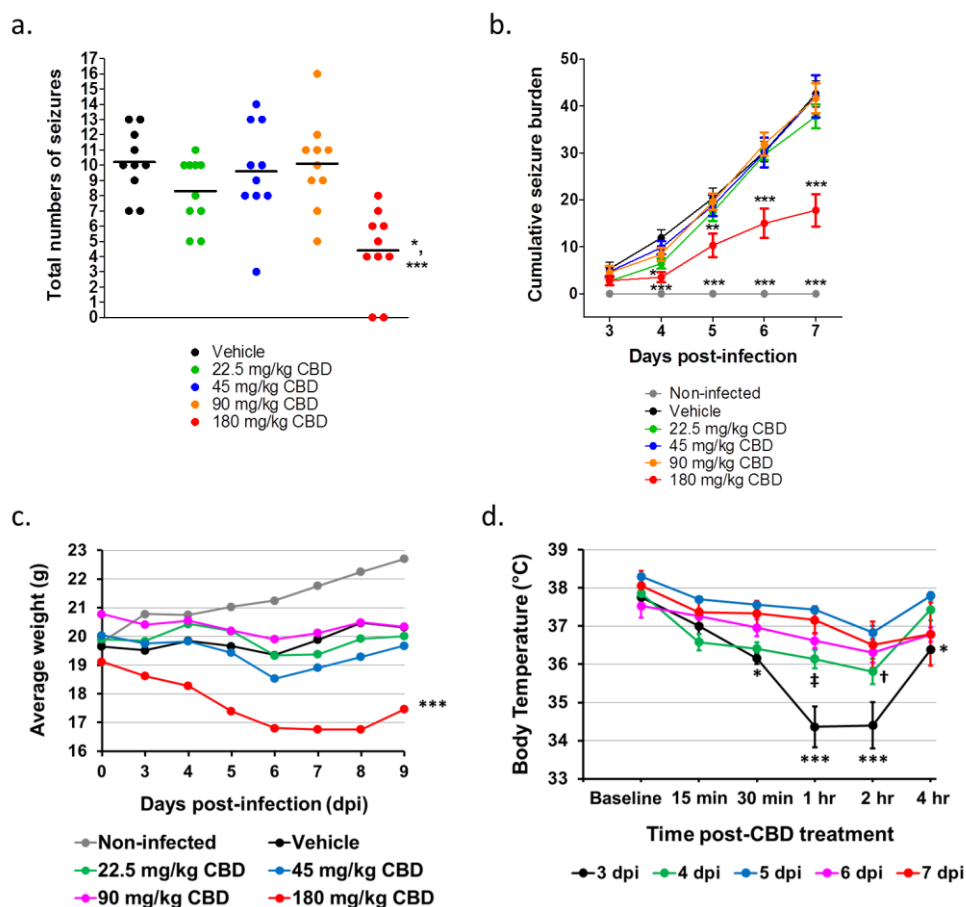 a.
Total numbers of seizures
17
16
15
14
13
12
11
10
9
8
7
6
5
4
3
2
1
0
*,
***
Vehicle
22.5 mg/kg CBD
45 mg/kg CBD
90 mg/kg CBD
180 mg/kg CBD
b.
Cumulative seizure burden
50
40
30
20
10
0
*
***
**
***
***
***
***
***
3 4 5 6 7
Days post-infection
Non-infected
Vehicle
22.5 mg/kg CBD
45 mg/kg CBD
90 mg/kg CBD
180 mg/kg CBD
c.
Average weight (g)
23
22
21
20
19
18
17
16
***
0 3 4 5 6 7 8 9
Days post-infection (dpi)
Non-infected Vehicle
22.5 mg/kg CBD 45 mg/kg CBD
90 mg/kg CBD 180 mg/kg CBD
d.
Body Temperature (°C)
39
38
37
36
35
34
33
*
‡
†
*
*** ***
Baseline 15 min 30 min 1 hr 2 hr 4 hr
Time post-CBD treatment
3 dpi 4 dpi 5 dpi 6 dpi 7 dpi